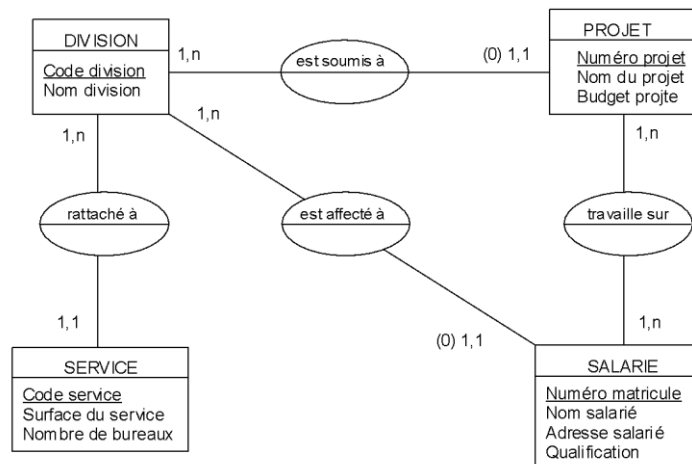 DIVISION
Code division
Nom division
1,n
est soumis à
(0) 1,1
PROJET
Numéro projet
Nom du projet
Budget projte
1,n
1,n
1,n
rattaché à
est affecté à
travaille sur
1,1
(0) 1,1
1,n
SERVICE
Code service
Surface du service
Nombre de bureaux
SALARIE
Numéro matricule
Nom salarié
Adresse salarié
Qualification